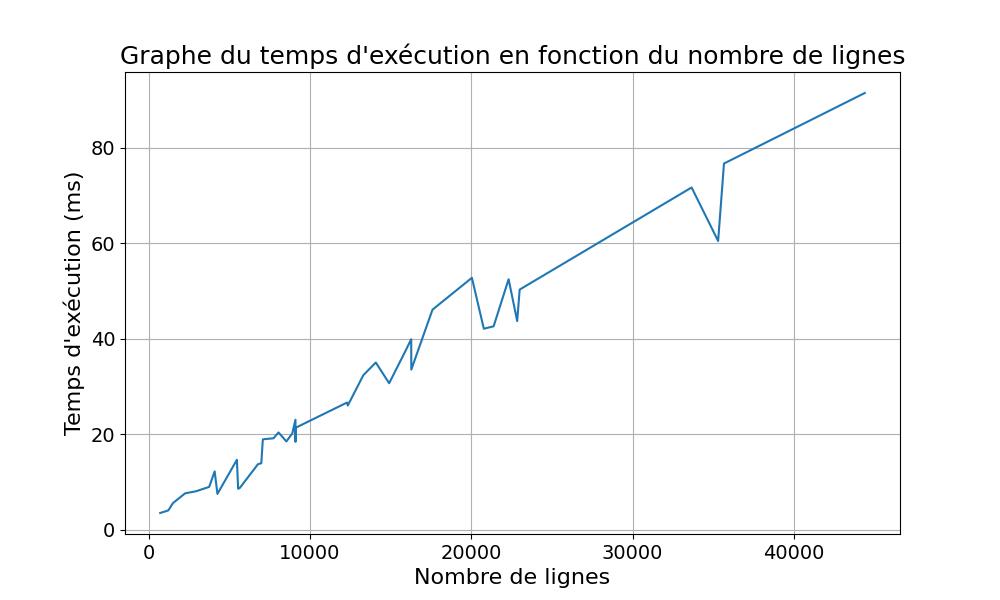 Graphe du temps d'exécution en fonction du nombre de lignes
Temps d'exécution (ms)
80
60
40
20
0
0 10000 20000 30000 40000
Nombre de lignes